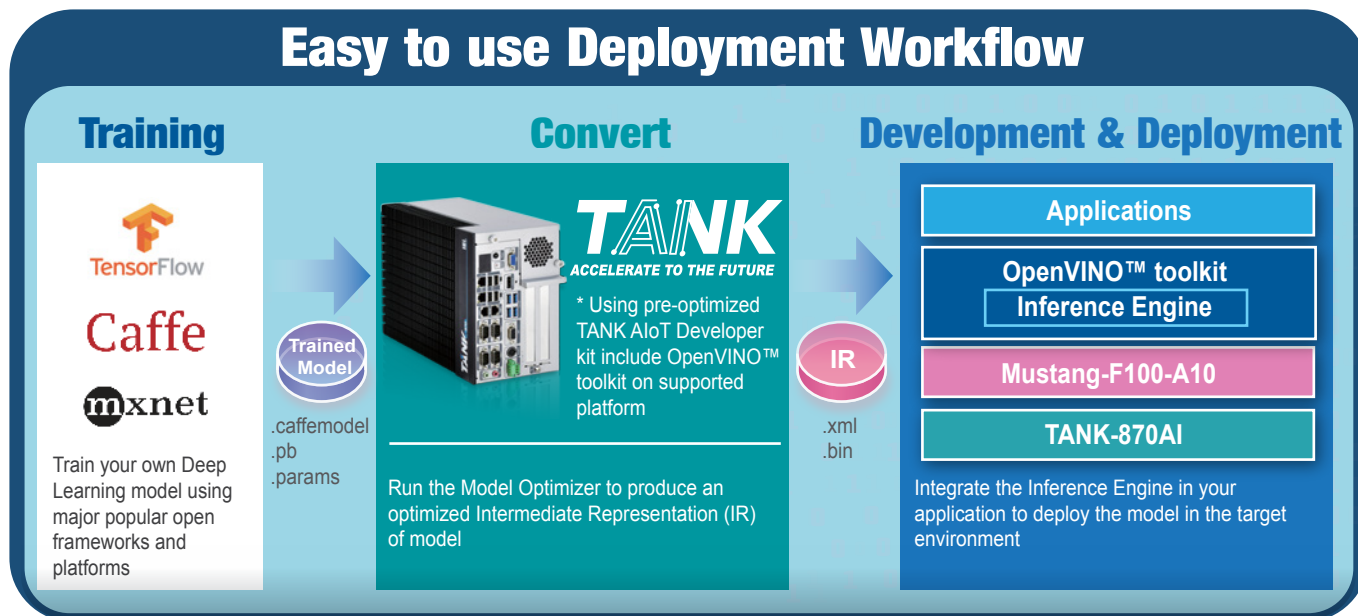 Easy to use Deployment Workflow
Training
TensorFlow
Caffe
mxnet
Train your own Deep
Learning model using
major popular open
frameworks and
platforms
Trained
Model
.caffemodel
.pb
.params
Convert
TANK
ACCELERATE TO THE FUTURE
* Using pre-optimized
TANK AIoT Developer
kit include OpenVINO™
toolkit on supported
platform
Run the Model Optimizer to produce an
optimized Intermediate Representation (IR)
of model
IR
.xml
.bin
Development & Deployment
Applications
OpenVINO™ toolkit
Inference Engine
Mustang-F100-A10
TANK-870AI
Integrate the Inference Engine in your
application to deploy the model in the target
environment